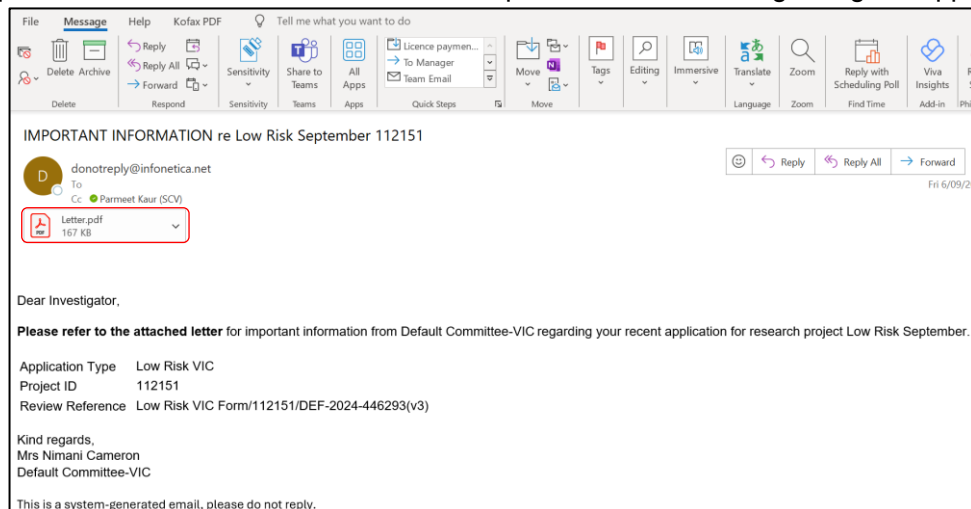 File Message Help Kofax PDF Tell me what you want to do
Delete Archive
Reply
Reply All
Forward
Sensitivity
Share to Teams
All Apps
Licence paymen...
To Manager
Team Email
Move
Tags
Editing
Immersive
Translate
Zoom
Reply with Scheduling Poll
Viva Insights
Delete Respond Sensitivity Teams Apps Quick Steps Move Language Zoom Find Time Add-in
IMPORTANT INFORMATION re Low Risk September 112151
D
donotreply@infonetica.net
To
Cc Parmeet Kaur (SCV)
Reply Reply All Forward
Fri 6/09/2
PDF
Letter.pdf
167 KB
Dear Investigator,
Please refer to the attached letter for important information from Default Committee-VIC regarding your recent application for research project Low Risk September.
Application Type Low Risk VIC
Project ID 112151
Review Reference Low Risk VIC Form/112151/DEF-2024-446293(v3)
Kind regards,
Mrs Nimani Cameron
Default Committee-VIC
This is a system-generated email, please do not reply.